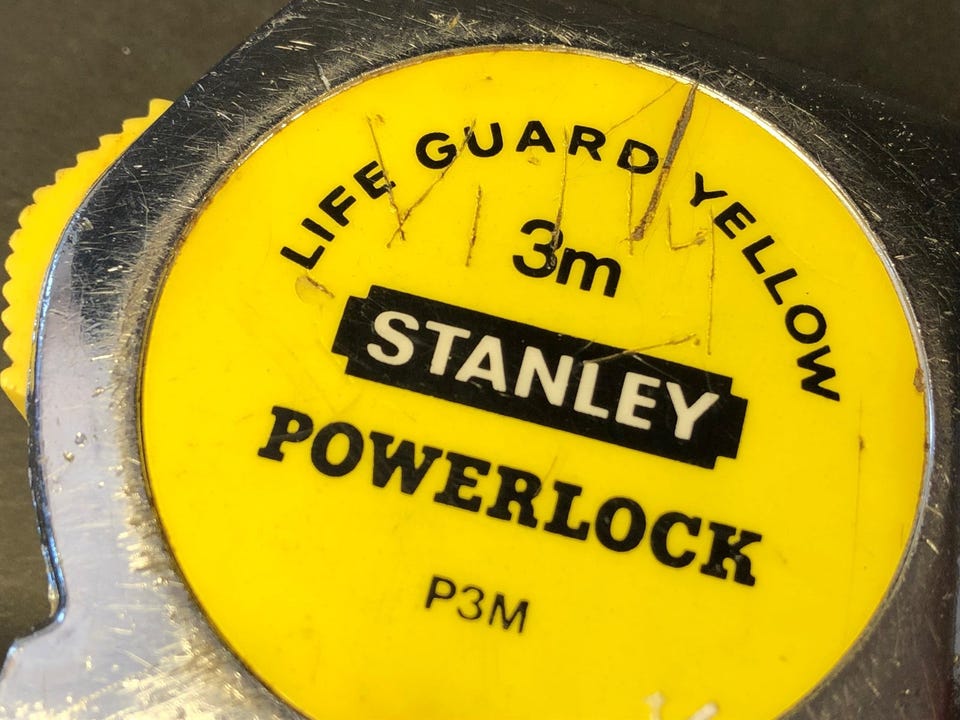 LIFE GUARD YELLOW
3m
STANLEY
POWERLOCK
P3M